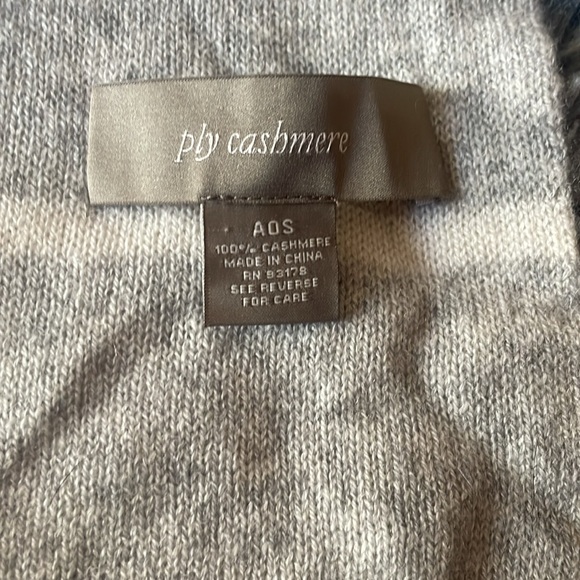 ply cashmere
AOS
100% CASHMERE
MADE IN CHINA
RN 93178
SEE REVERSE
FOR CARE